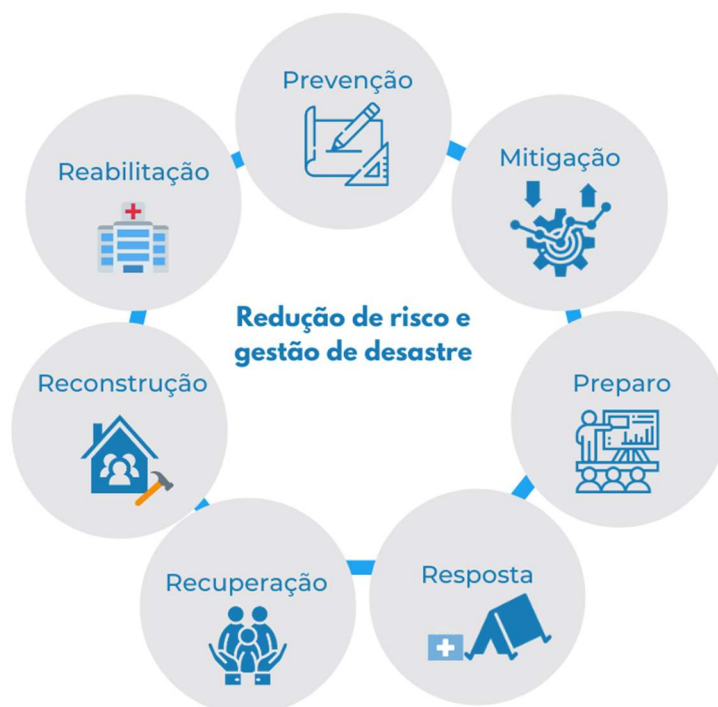 Prevenção
Mitigação
Preparo
Resposta
Recuperação
Reconstrução
Reabilitação
Redução de risco e
gestão de desastre